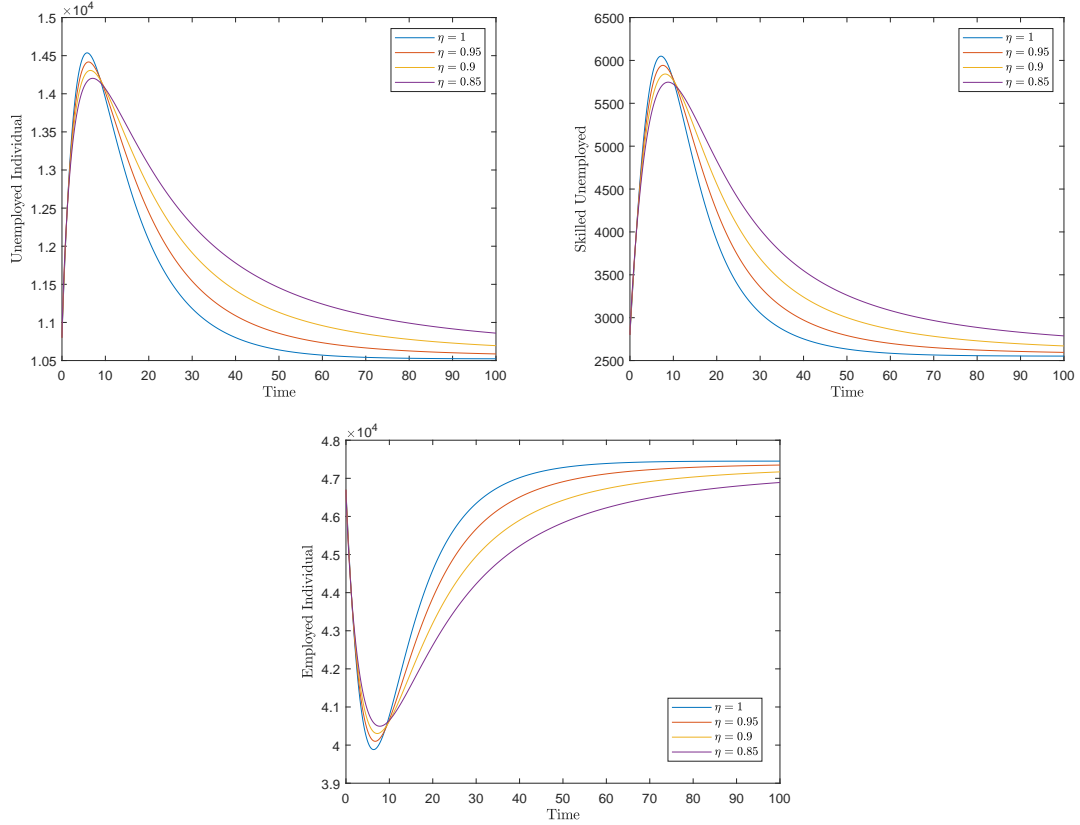 ×10⁴
1.5
1.45
1.4
1.35
1.3
1.25
1.2
1.15
1.1
1.05
Unemployed Individual
0 10 20 30 40 50 60 70 80 90 100
Time
η = 1
η = 0.95
η = 0.9
η = 0.85
6500
6000
5500
5000
4500
4000
3500
3000
2500
Skilled Unemployed
0 10 20 30 40 50 60 70 80 90 100
Time
η = 1
η = 0.95
η = 0.9
η = 0.85
×10⁴
4.8
4.7
4.6
4.5
4.4
4.3
4.2
4.1
4
3.9
Employed Individual
0 10 20 30 40 50 60 70 80 90 100
Time
η = 1
η = 0.95
η = 0.9
η = 0.85